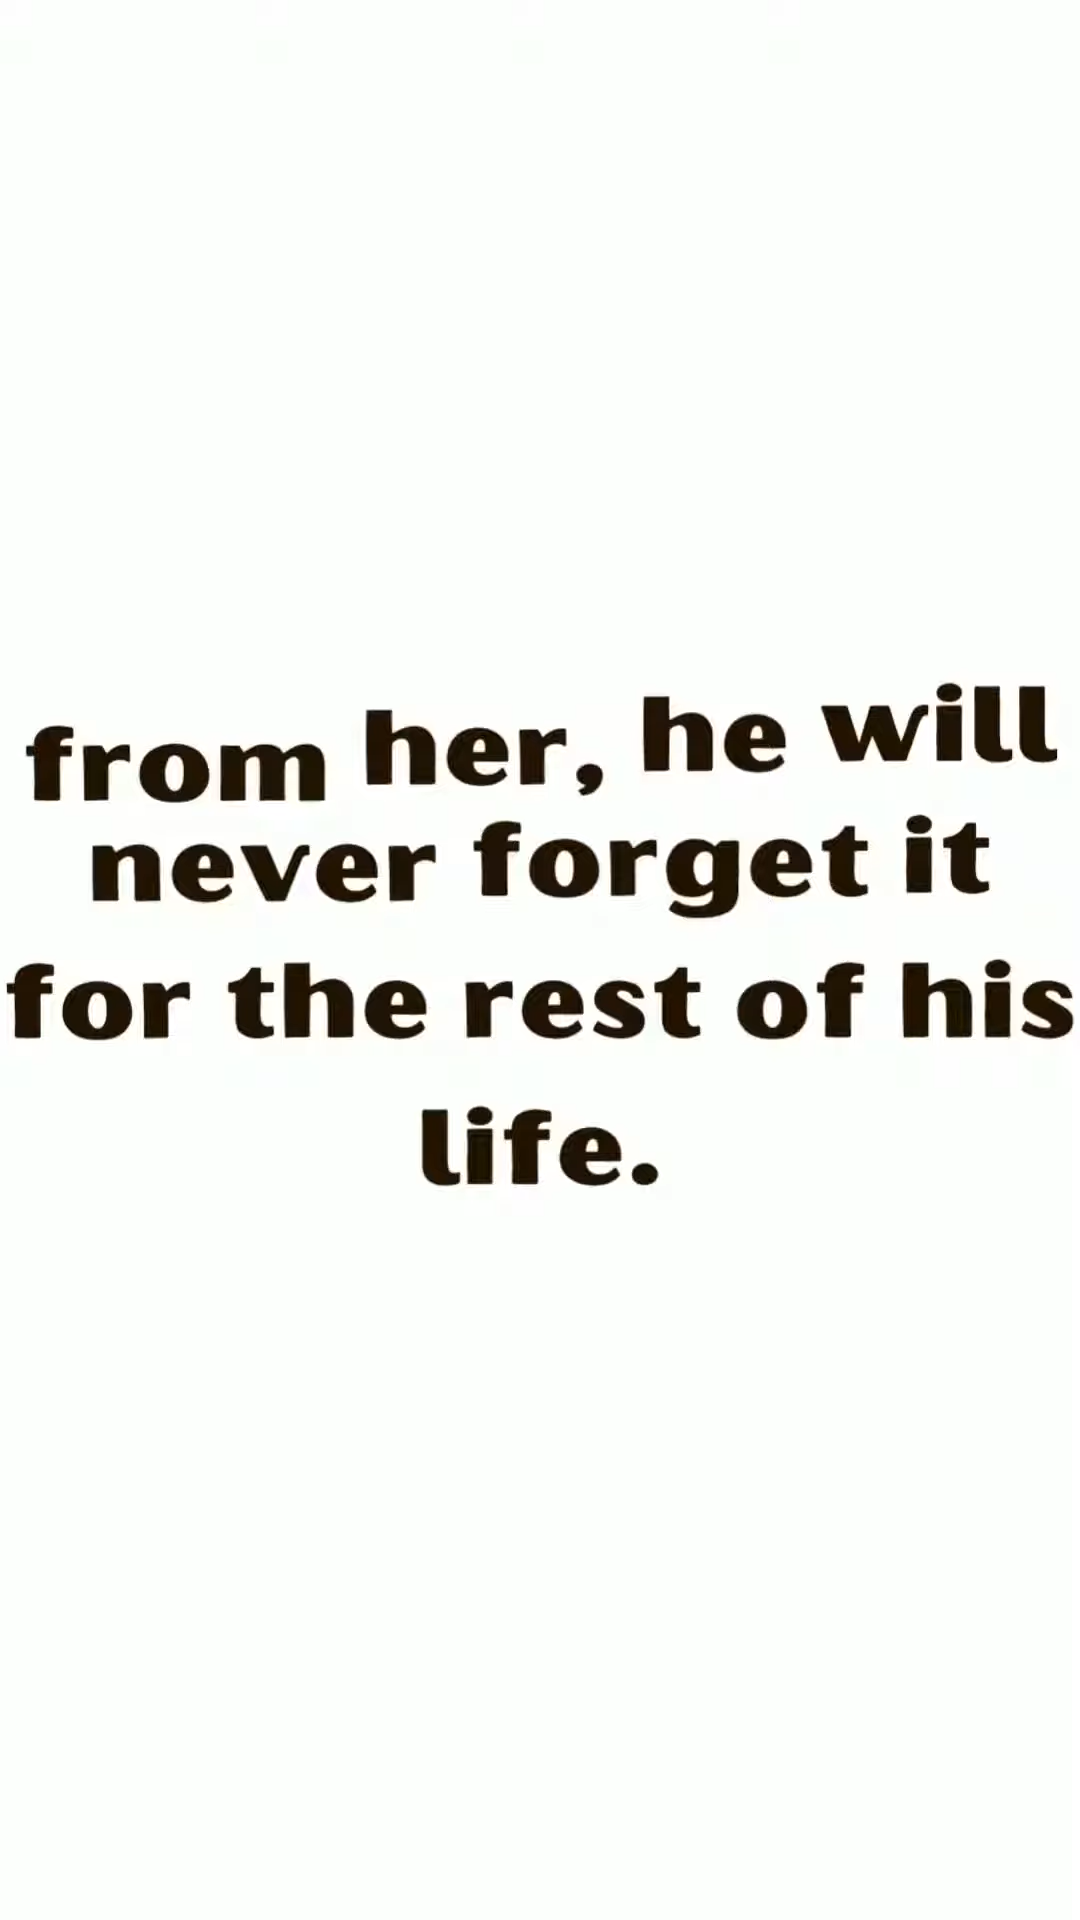 from her, he will
never forget it
for the rest of his
life.